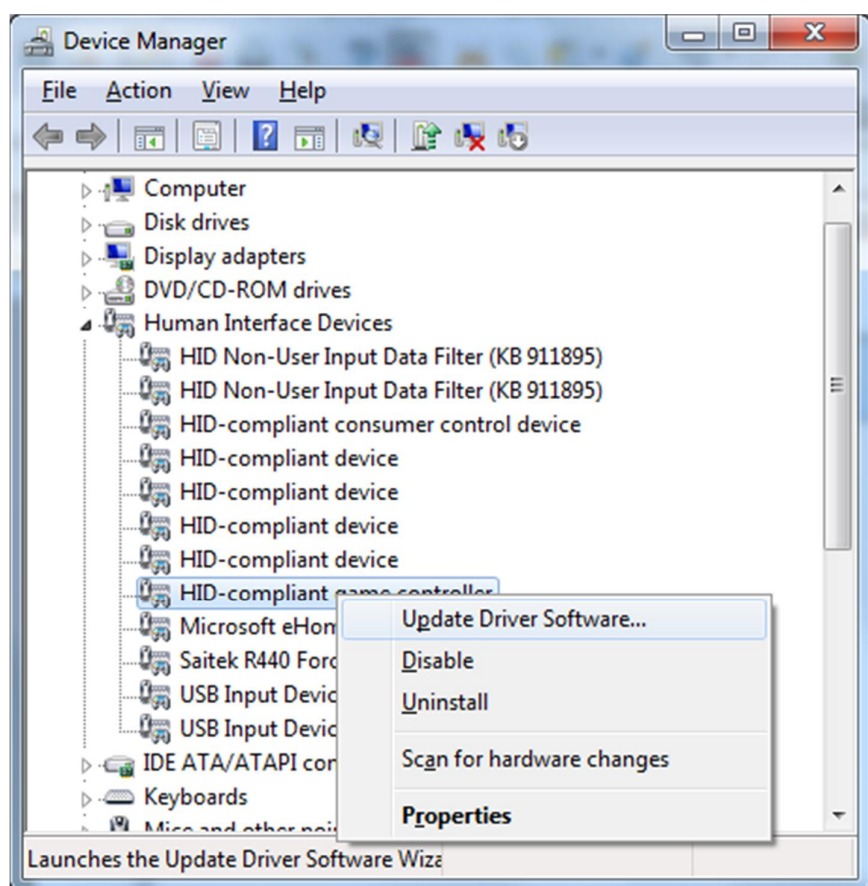 Device Manager
File Action View Help
Computer
Disk drives
Display adapters
DVD/CD-ROM drives
Human Interface Devices
HID Non-User Input Data Filter (KB 911895)
HID Non-User Input Data Filter (KB 911895)
HID-compliant consumer control device
HID-compliant device
HID-compliant device
HID-compliant device
HID-compliant device
HID-compliant game controller
Microsoft eHom
Saitek R440 Forc
USB Input Devic
USB Input Devic
IDE ATA/ATAPI con
Keyboards
Mice and other poi
Update Driver Software...
Disable
Uninstall
Scan for hardware changes
Properties
Launches the Update Driver Software Wiza